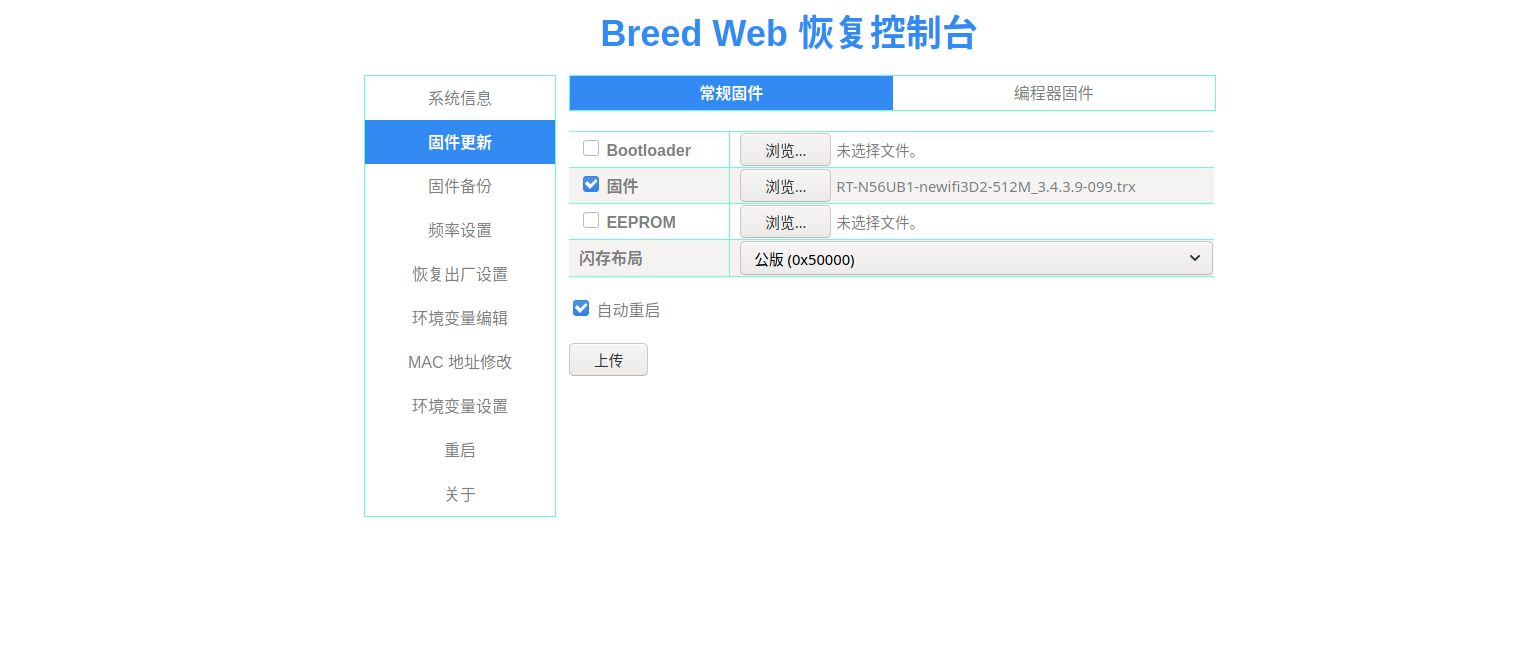 Breed Web 恢复控制台
系统信息
固件更新
固件备份
频率设置
恢复出厂设置
环境变量编辑
MAC 地址修改
环境变量设置
重启
关于
常规固件 编程器固件
Bootloader 浏览... 未选择文件。
固件 浏览... RT-N56UB1-newifi3D2-512M_3.4.3.9-099.trx
EEPROM 浏览... 未选择文件。
闪存布局 公版 (0x50000)
自动重启
上传